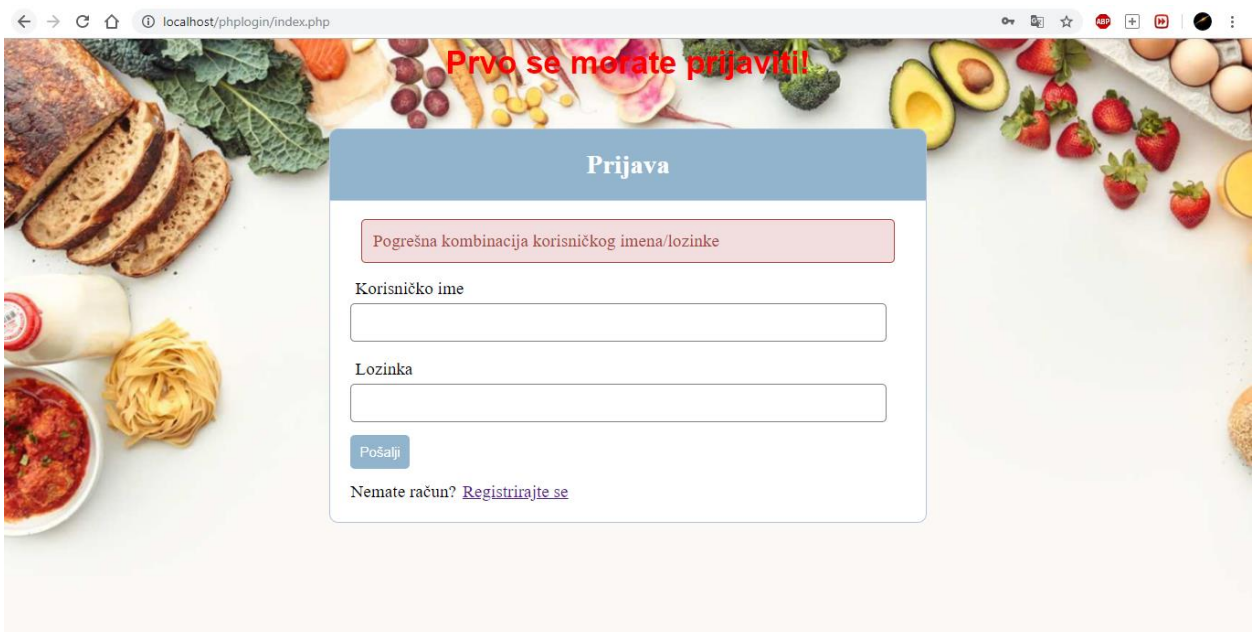 localhost/phplogin/index.php
ABP
Prvo se morate prijaviti!
Prijava
Pogrešna kombinacija korisničkog imena/lozinke
Korisničko ime
Lozinka
Pošalji
Nemate račun? Registrirajte se